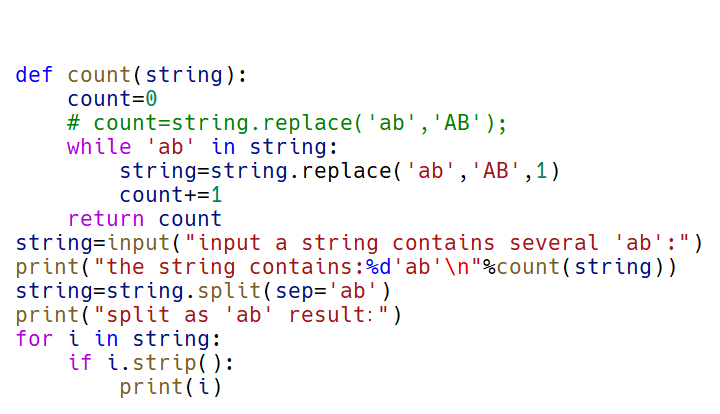 def count(string):
    count=0
    # count=string.replace('ab','AB');
    while 'ab' in string:
        string=string.replace('ab','AB',1)
        count+=1
    return count
string=input("input a string contains several 'ab':")
print("the string contains:%d'ab'\n"%count(string))
string=string.split(sep='ab')
print("split as 'ab' result:")
for i in string:
    if i.strip():
        print(i)